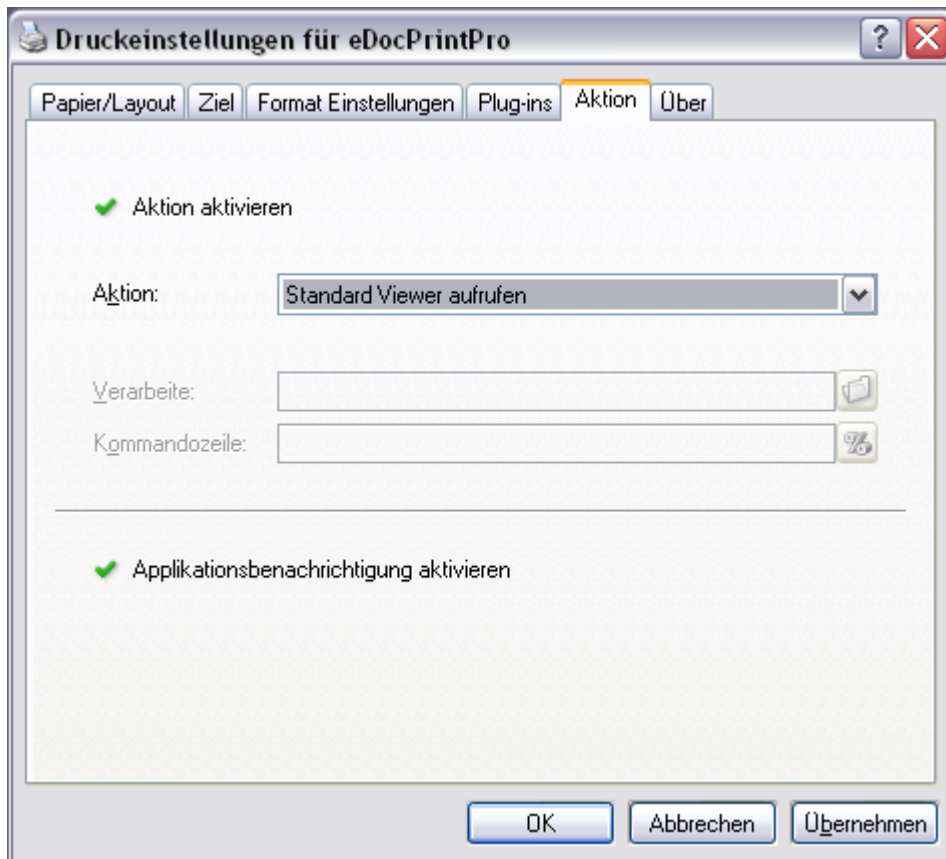 Druckeinstellungen für eDocPrintPro
Papier/Layout Ziel Format Einstellungen Plug-ins Aktion Über
Aktion aktivieren
Aktion: Standard Viewer aufrufen
Verarbeite:
Kommandozeile:
Applikationsbenachrichtigung aktivieren
OK Abbrechen Übernehmen